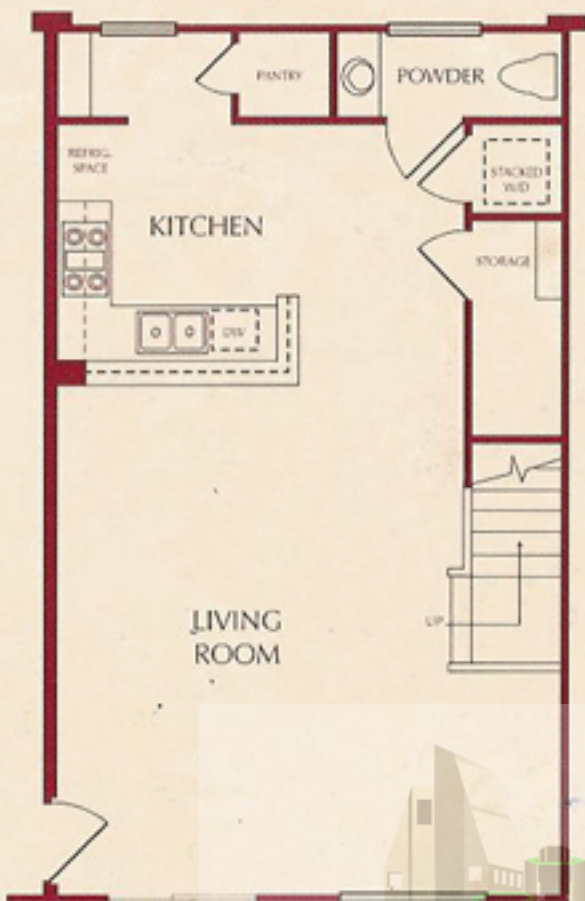 PANTRY
POWDER
REFRIG.
SPACE
STACKED
W/D
KITCHEN
STORAGE
DW
UP
LIVING
ROOM